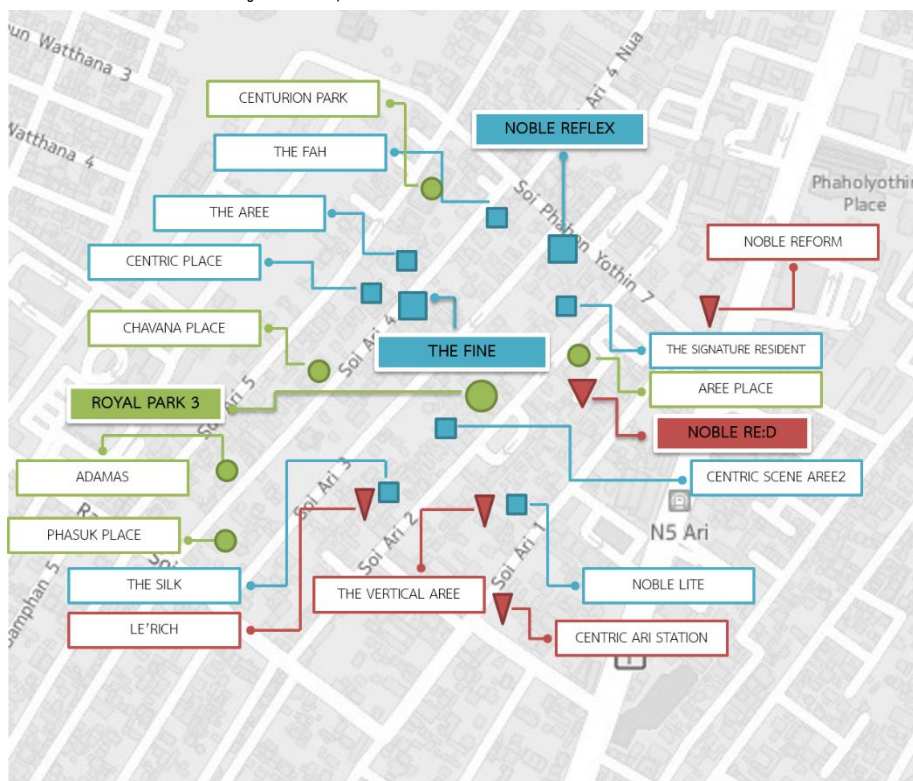 oun Watthana 3
Ari 4 Nua
CENTURION PARK
NOBLE REFLEX
Watthana 4
THE FAH
Soi Phahon Yothin 7
Phaholyothin
Place
THE AREE
NOBLE REFORM
CENTRIC PLACE
CHAVANA PLACE
Soi Ari 4
THE FINE
THE SIGNATURE RESIDENT
AREE PLACE
ROYAL PARK 3
Soi Ari 5
NOBLE RE:D
ADAMAS
Soi Ari 3
CENTRIC SCENE AREE2
PHASUK PLACE
Soi Ari 2
Soi Ari 1
N5 Ari
THE SILK
THE VERTICAL AREE
NOBLE LITE
LE'RICH
CENTRIC ARI STATION